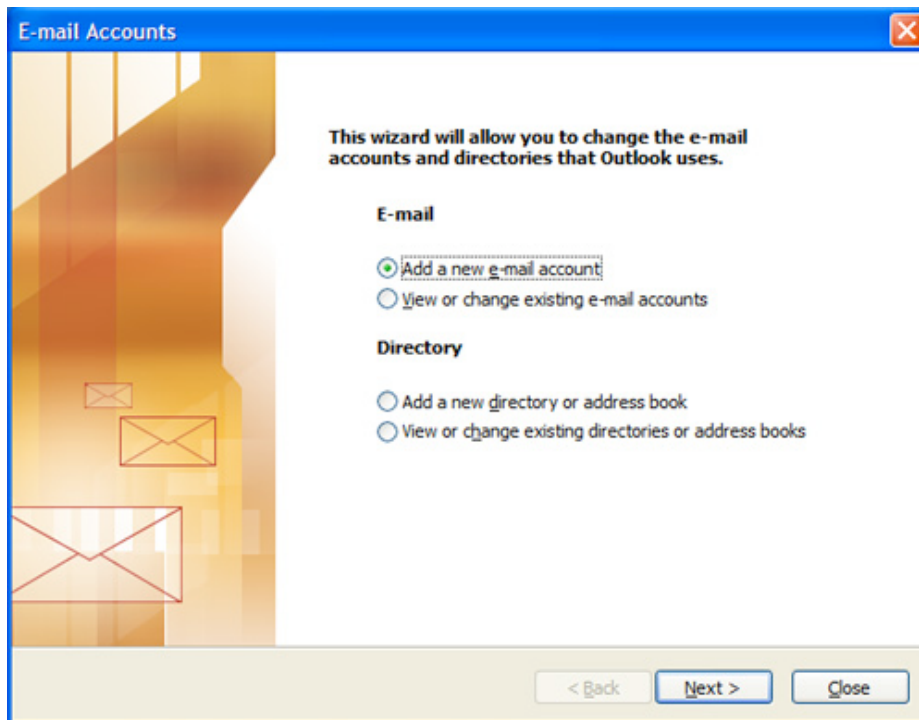 E-mail Accounts
This wizard will allow you to change the e-mail
accounts and directories that Outlook uses.
E-mail
Add a new e-mail account
View or change existing e-mail accounts
Directory
Add a new directory or address book
View or change existing directories or address books
< Back Next > Close